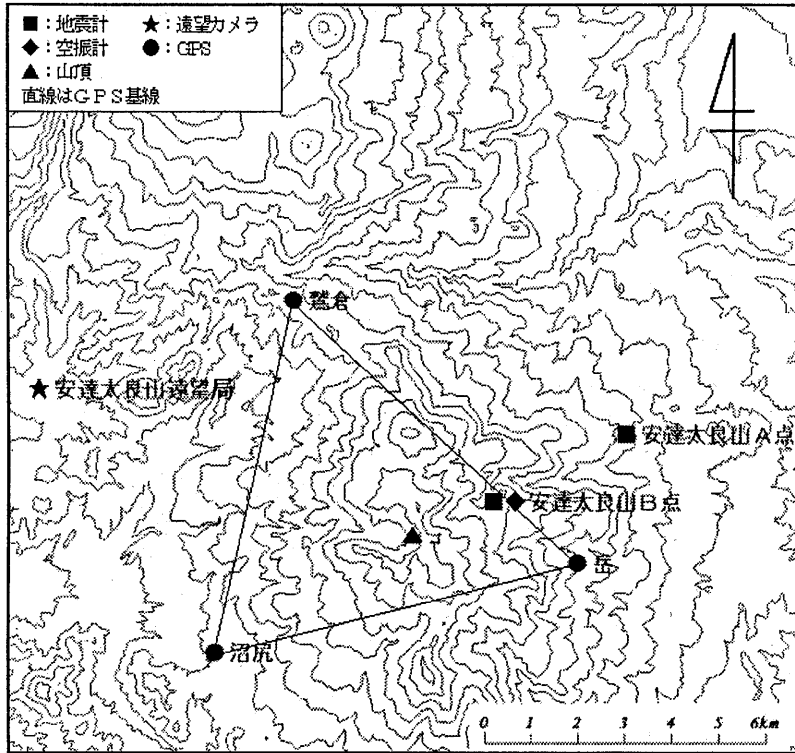 ■：地震計 ★：遠望カメラ
◆：空振計 ●：GPS
▲：山頂
直線はＧＰＳ基線
鷲倉
安達太良山遠望局
安達太良山Ａ点
安達太良山Ｂ点
岳
沼尻
0 1 2 3 4 5 6km